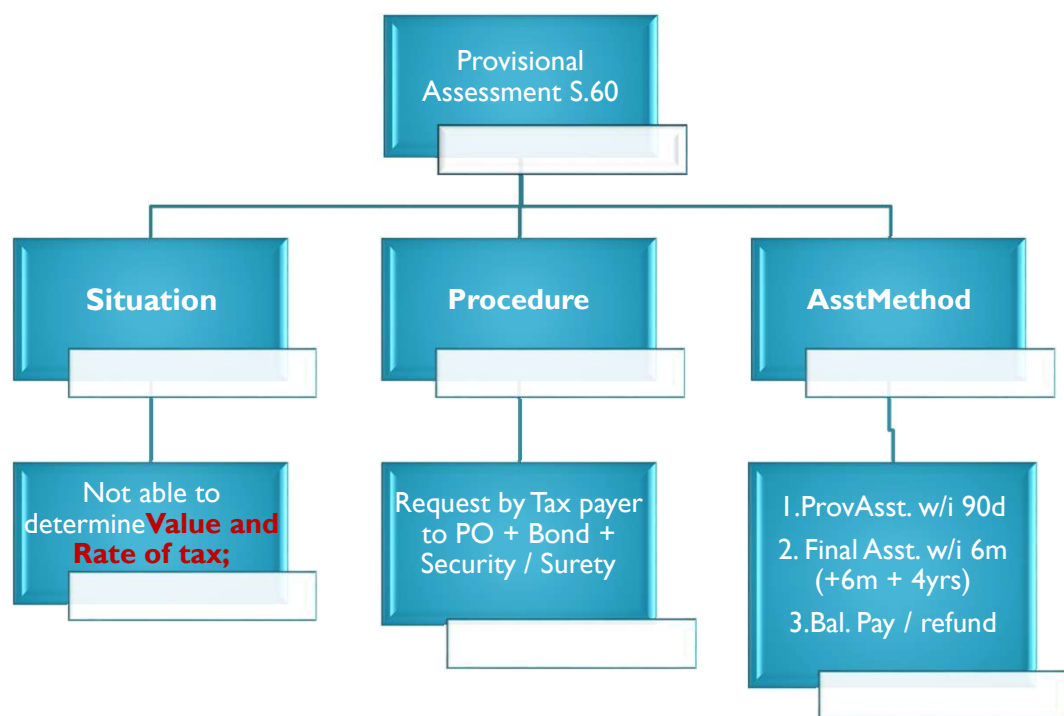 Provisional
Assessment S.60
Situation
Procedure
AsstMethod
Not able to
determineValue and
Rate of tax;
Request by Tax payer
to PO + Bond +
Security / Surety
1.ProvAsst. w/i 90d
2. Final Asst. w/i 6m
(+6m + 4yrs)
3.Bal. Pay / refund